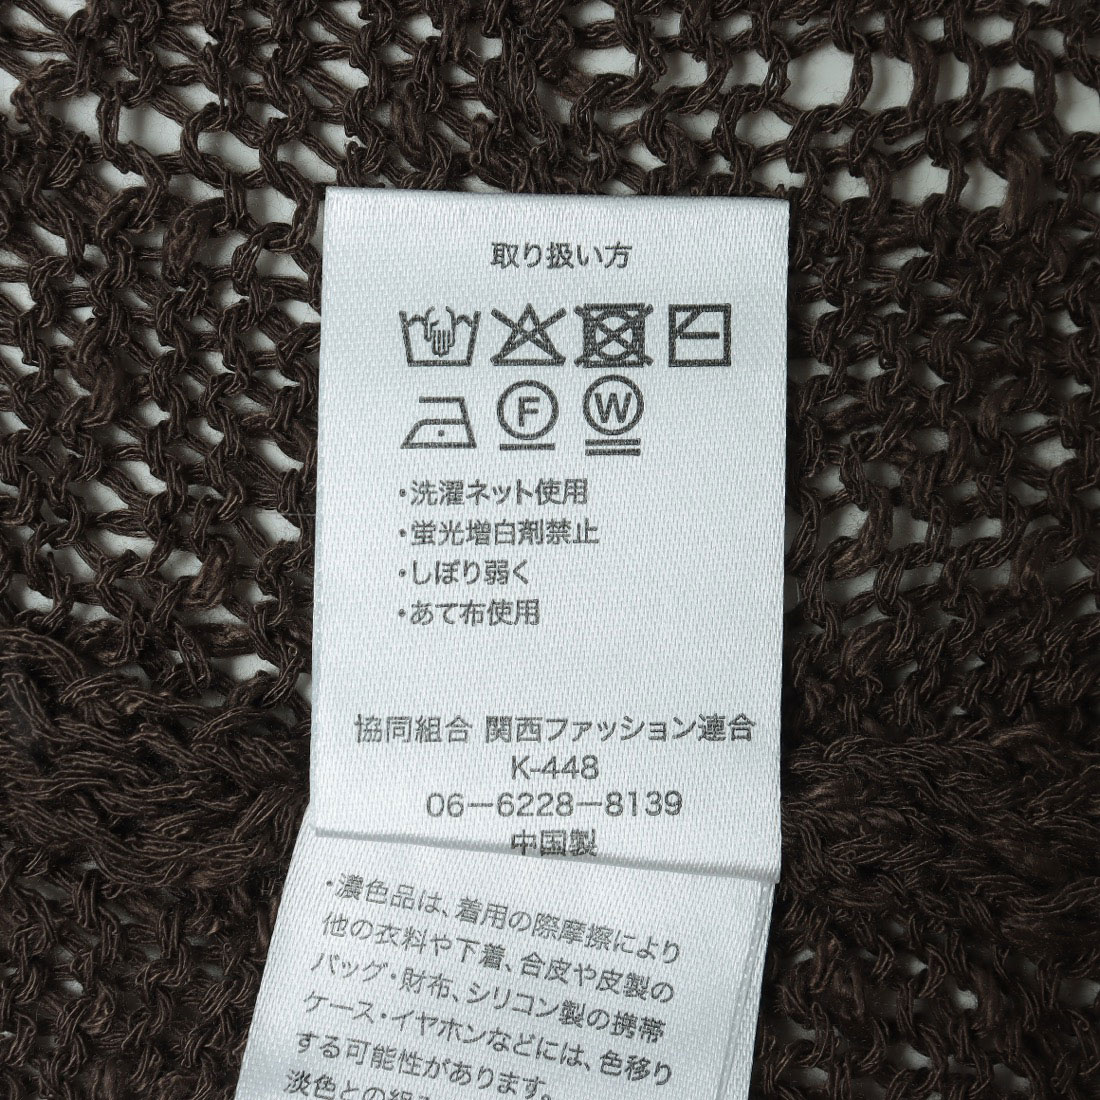 取り扱い方
F W
・洗濯ネット使用
・蛍光増白剤禁止
・しぼり弱く
・あて布使用
協同組合 関西ファッション連合
K-448
06-6228-8139
中国製
・濃色品は、着用の際摩擦により
他の衣料や下着、合皮や皮製の
バッグ・財布、シリコン製の携帯
ケース・イヤホンなどには、色移り
する可能性があります。
淡色との組